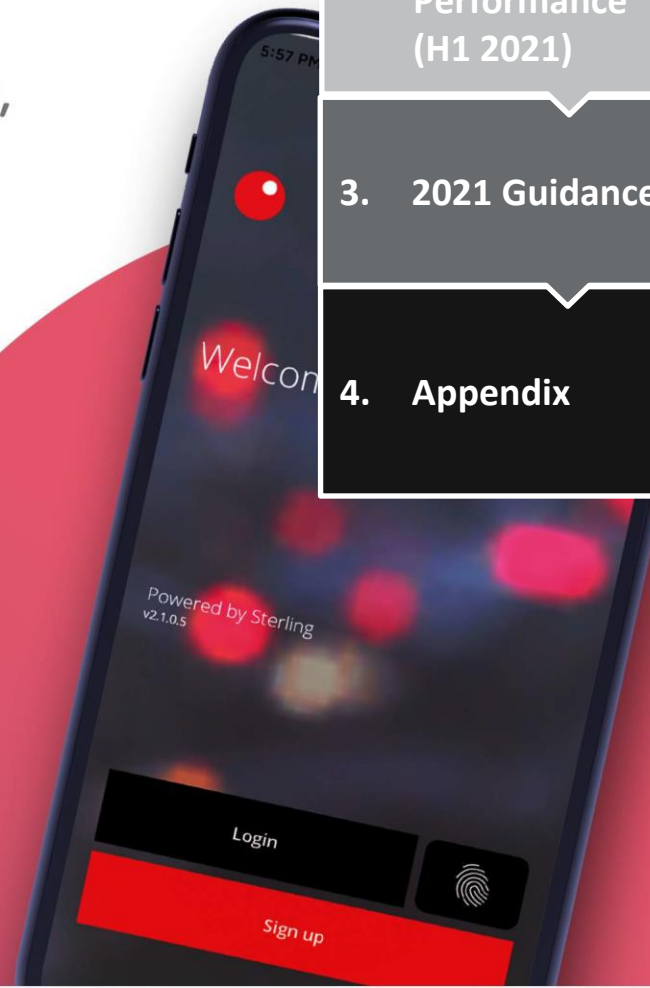 Performance
(H1 2021)
3. 2021 Guidance
4. Appendix
5:57 PM
Powered by Sterling
v2.1.0.5
Login
Sign up